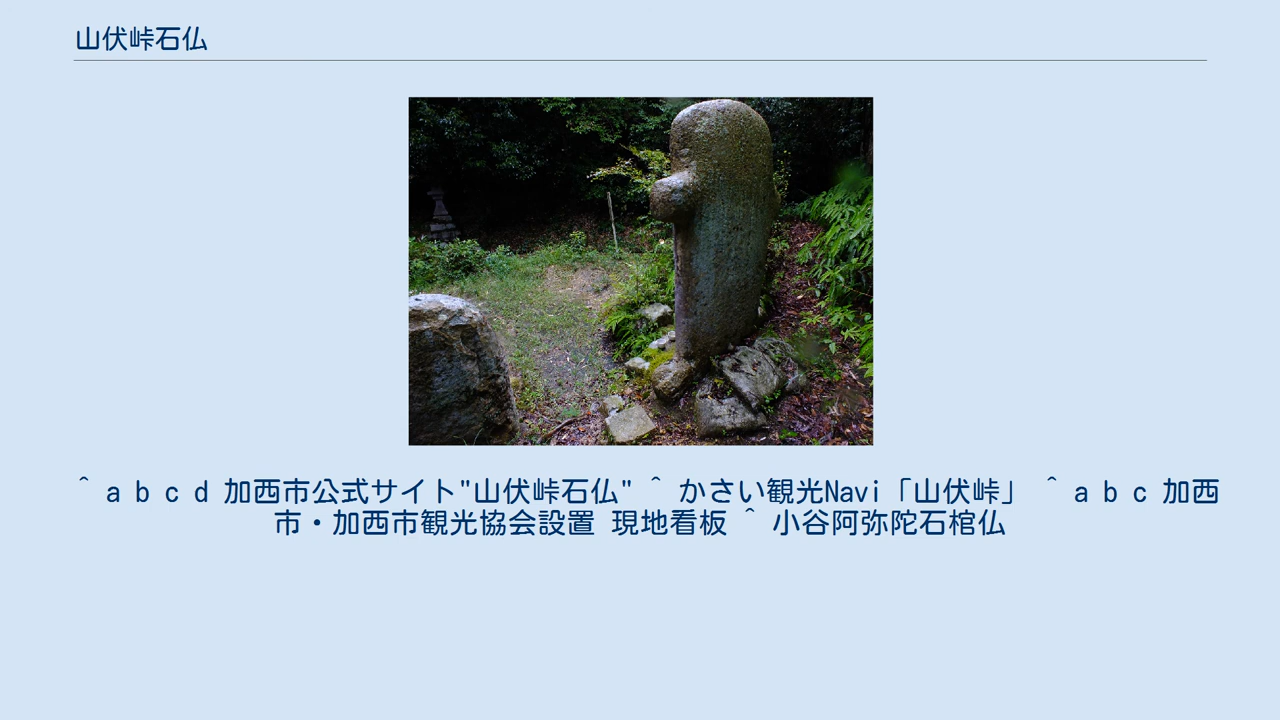 山伏峠石仏
^ a b c d 加西市公式サイト"山伏峠石仏" ^ かさい観光Navi「山伏峠」 ^ a b c 加西
市・加西市観光協会設置 現地看板 ^ 小谷阿弥陀石棺仏